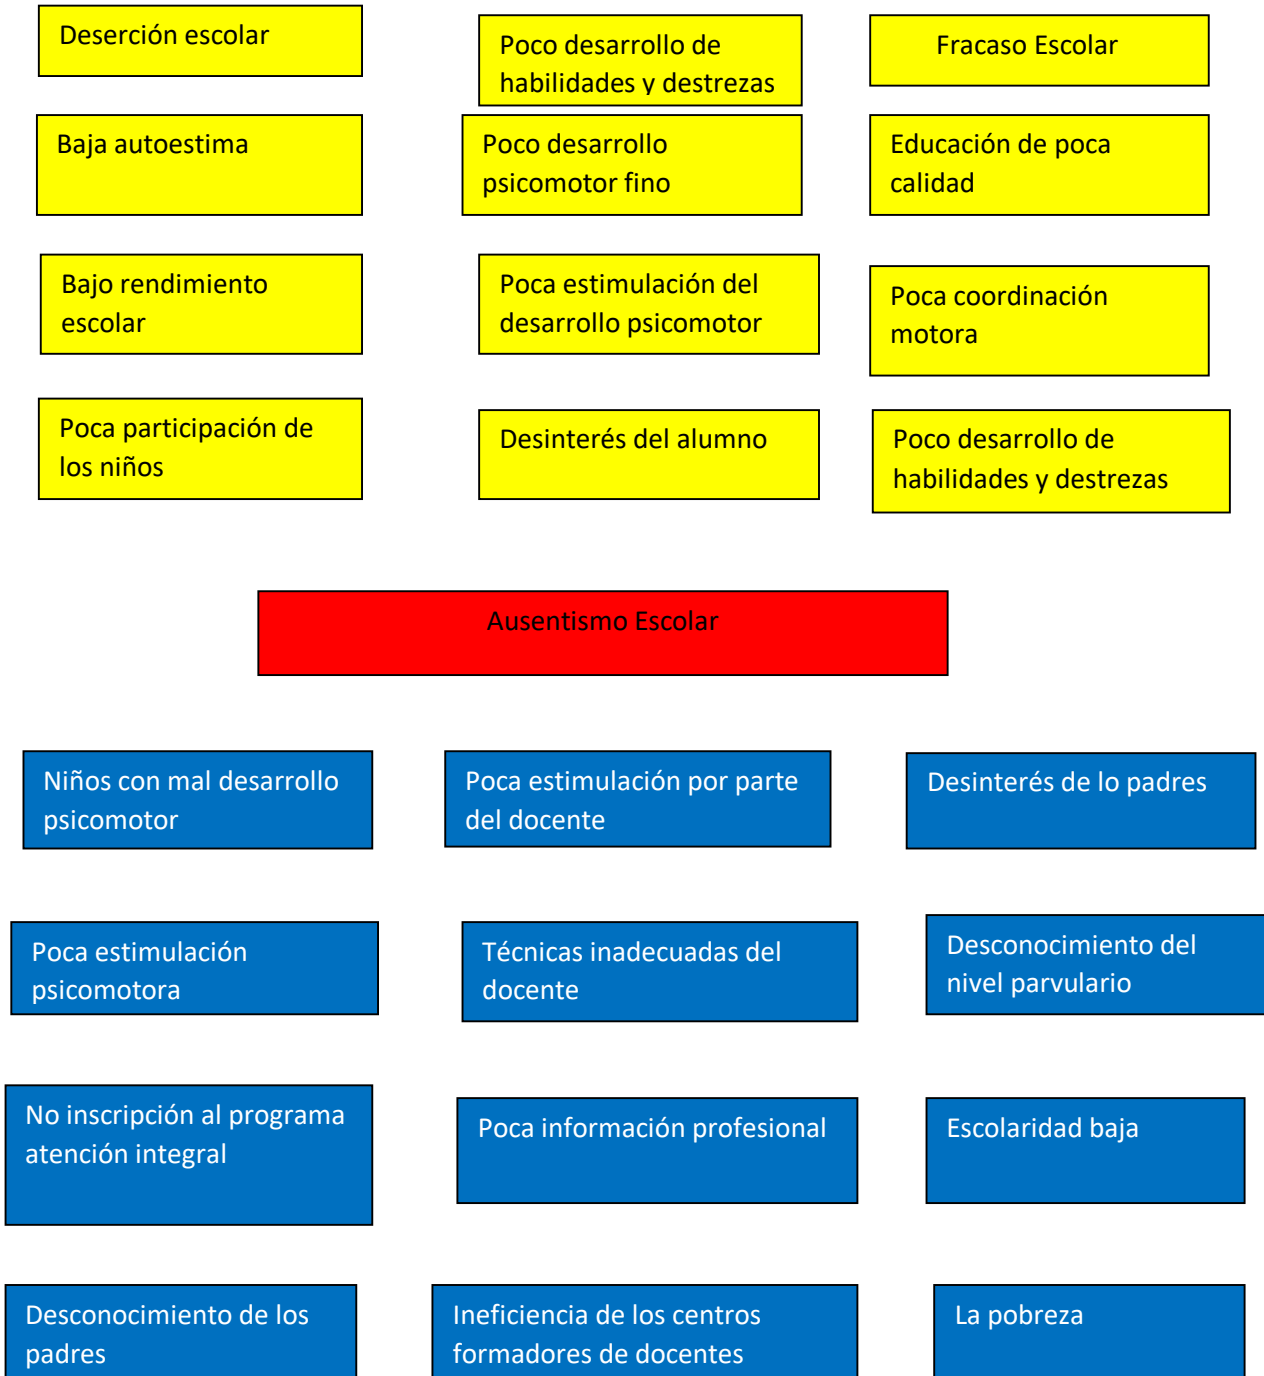 Deserción escolar
Poco desarrollo de
habilidades y destrezas
Fracaso Escolar
Baja autoestima
Poco desarrollo
psicomotor fino
Educación de poca
calidad
Bajo rendimiento
escolar
Poca estimulación del
desarrollo psicomotor
Poca coordinación
motora
Poca participación de
los niños
Desinterés del alumno
Poco desarrollo de
habilidades y destrezas
Ausentismo Escolar
Niños con mal desarrollo
psicomotor
Poca estimulación por parte
del docente
Desinterés de lo padres
Poca estimulación
psicomotora
Técnicas inadecuadas del
docente
Desconocimiento del
nivel parvulario
No inscripción al programa
atención integral
Poca información profesional
Escolaridad baja
Desconocimiento de los
padres
Ineficiencia de los centros
formadores de docentes
La pobreza